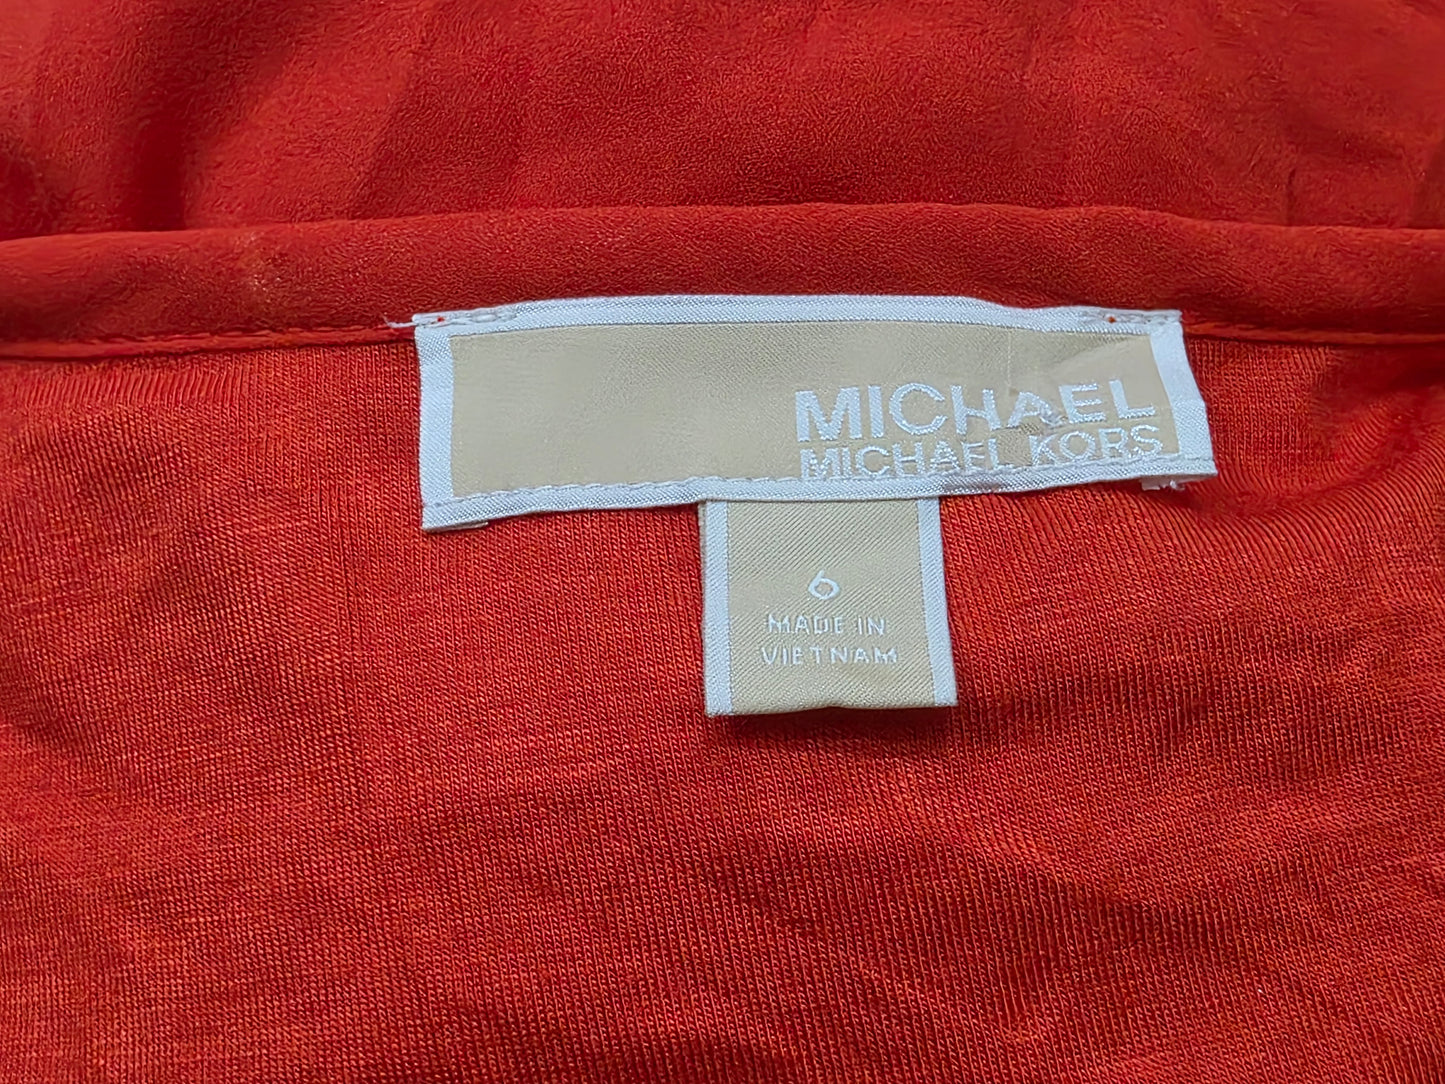 MICHAEL
MICHAEL KORS
6
MADE IN
VIETNAM